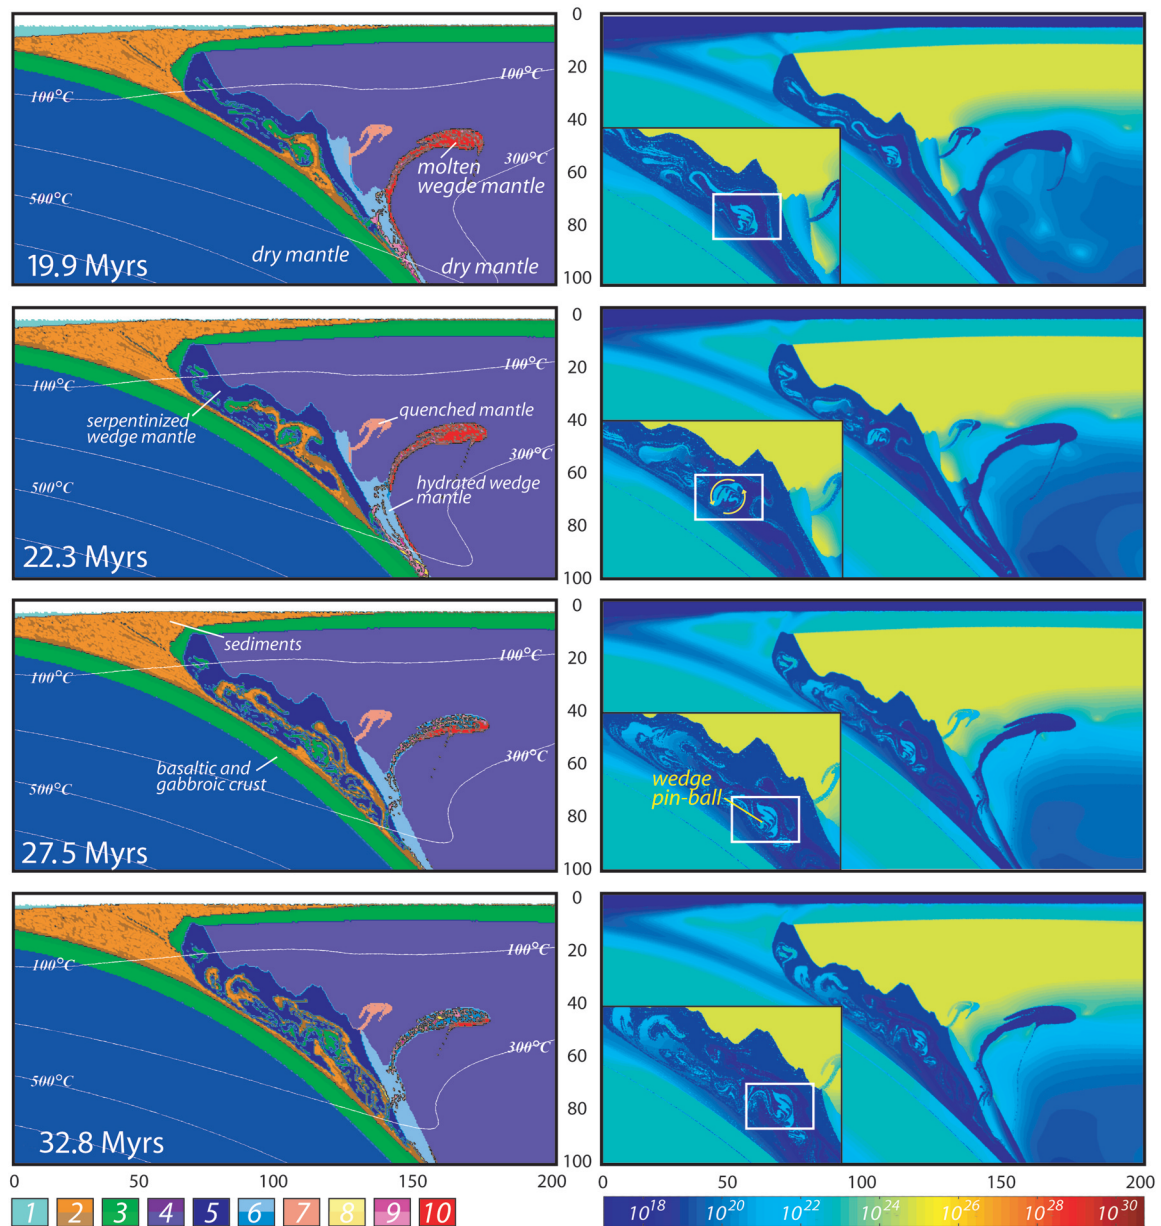 0
20
40
60
80
100
100°C
100°C
300°C
500°C
molten
wegde mantle
dry mantle
dry mantle
19.9 Myrs
0
20
40
60
80
100
100°C
100°C
serpentinized
wedge mantle
quenched mantle
300°C
hydrated wedge
mantle
500°C
22.3 Myrs
0
20
40
60
80
100
sediments
100°C
100°C
300°C
basaltic and
gabbroic crust
500°C
wedge
pin-ball
27.5 Myrs
0
20
40
60
80
100
100°C
100°C
300°C
500°C
32.8 Myrs
0 50 100 150 200
0 50 100 150 200
1 2 3 4 5 6 7 8 9 10
10^18 10^20 10^22 10^24 10^26 10^28 10^30